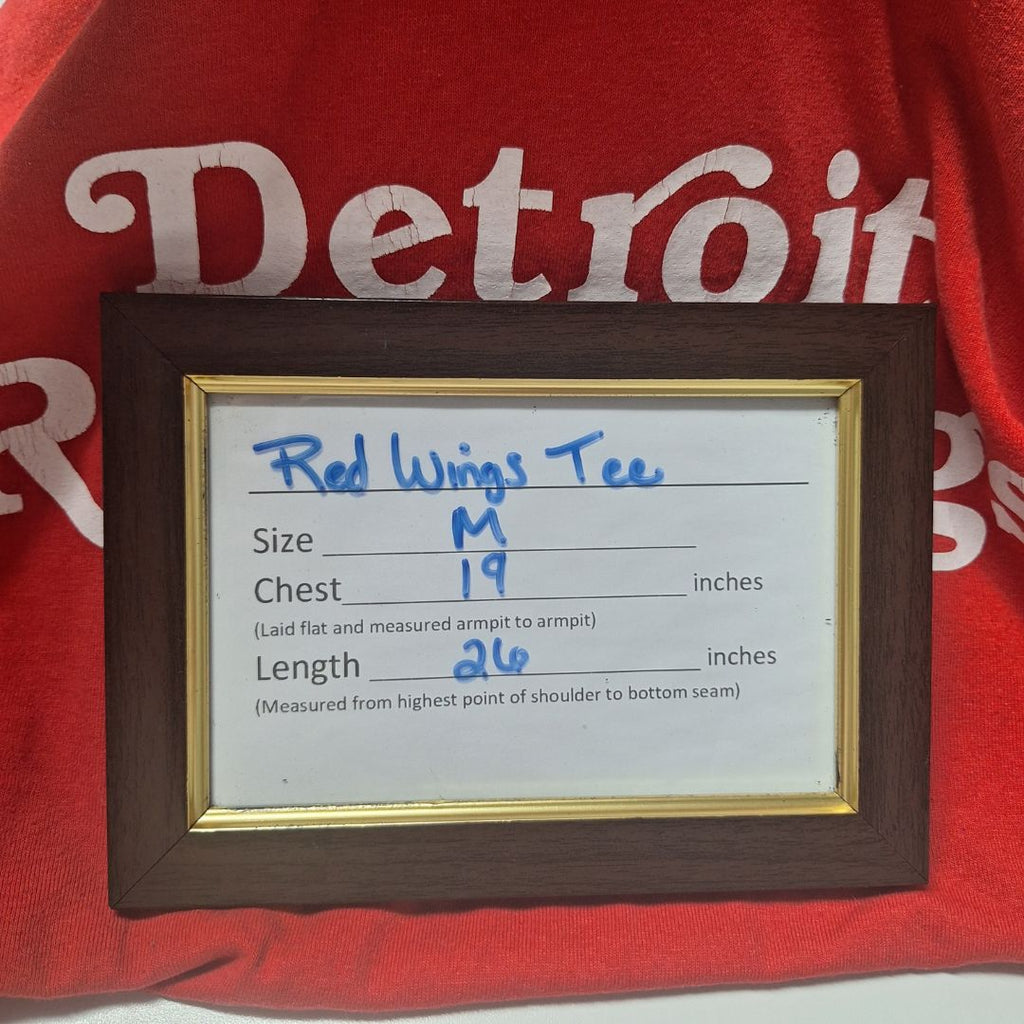 Detroit
R gs
Red Wings Tee
Size M
Chest 19 inches
(Laid flat and measured armpit to armpit)
Length 26 inches
(Measured from highest point of shoulder to bottom seam)